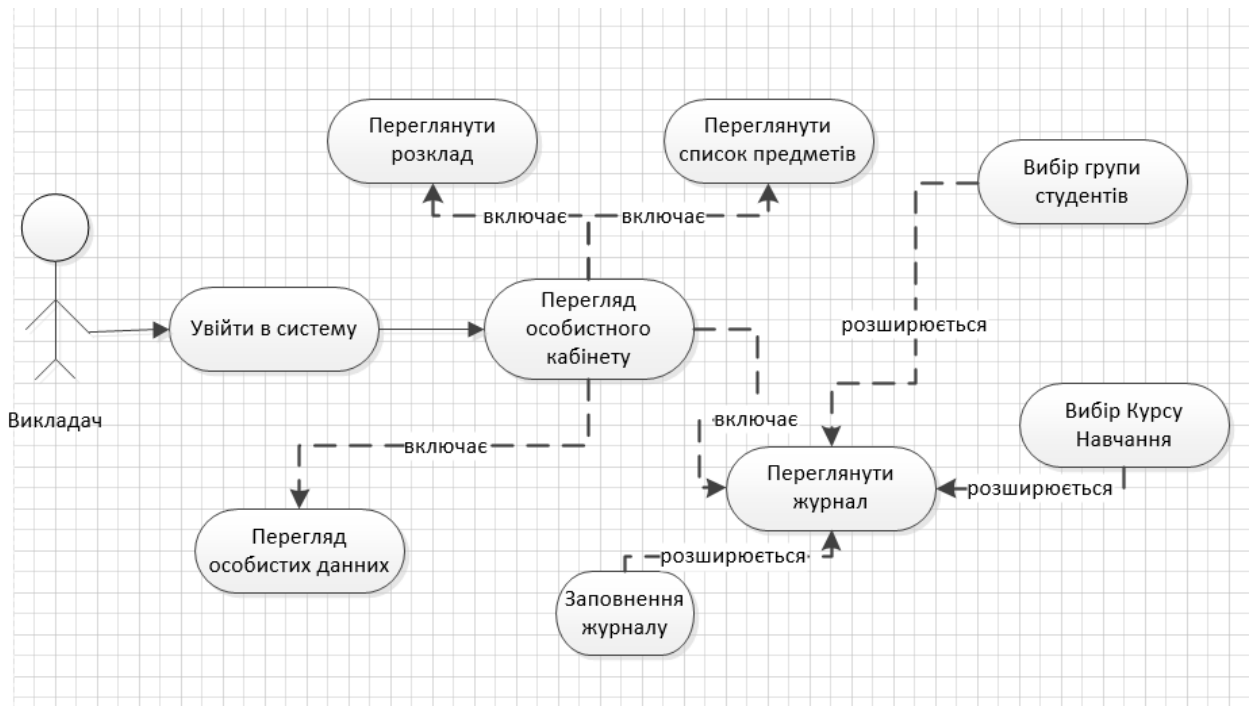 Переглянути
розклад
Переглянути
список предметів
Вибір групи
студентів
включає
включає
Увійти в систему
Перегляд
особистного
кабінету
розширюється
Викладач
включає
включає
Вибір Курсу
Навчання
Переглянути
журнал
розширюється
Перегляд
особистих данних
розширюється
Заповнення
журналу